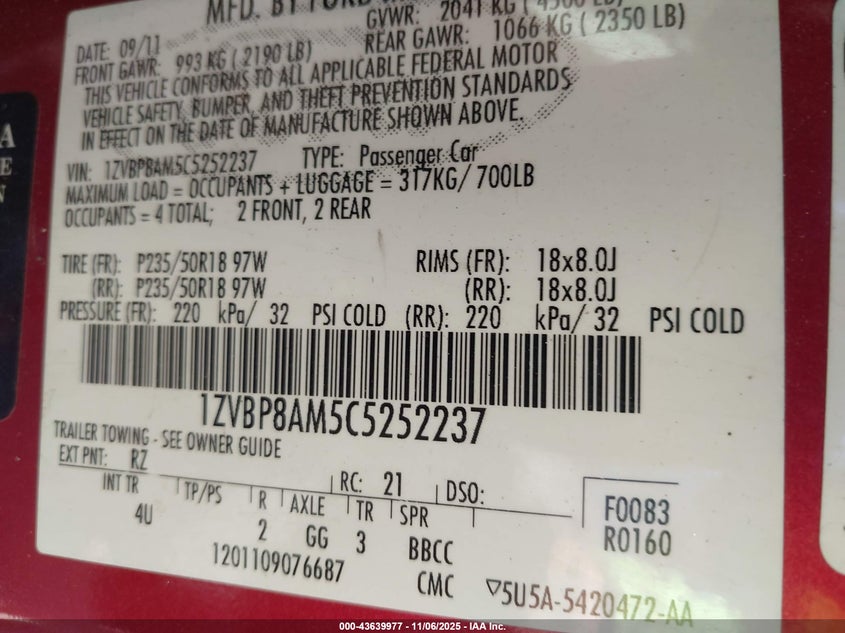 MFD. BY FORD
GVWR: 2041 KG ( 4500 LB)
DATE: 09/11
REAR GAWR: 1066 KG ( 2350 LB)
FRONT GAWR: 993 KG ( 2190 LB)
THIS VEHICLE CONFORMS TO ALL APPLICABLE FEDERAL MOTOR
VEHICLE SAFETY, BUMPER, AND THEFT PREVENTION STANDARDS
IN EFFECT ON THE DATE OF MANUFACTURE SHOWN ABOVE.
VIN: 1ZVBP8AM5C5252237 TYPE: Passenger Car
MAXIMUM LOAD = OCCUPANTS + LUGGAGE = 317KG/ 700LB
OCCUPANTS = 4 TOTAL; 2 FRONT, 2 REAR
TIRE (FR): P235/50R18 97W RIMS (FR): 18x8.0J
(RR): P235/50R18 97W (RR): 18x8.0J
PRESSURE (FR): 220 kPa/ 32 PSI COLD (RR): 220 kPa/ 32 PSI COLD
1ZVBP8AM5C5252237
TRAILER TOWING - SEE OWNER GUIDE
EXT PNT: RZ RC: 21 DSO:
INT TR TP/PS R AXLE TR SPR
4U 2 GG 3 BBCC
F0083
R0160
1201109076687
CMC ▽5U5A-5420472-AA
A
E
N
000-43639977 - 11/06/2025 - IAA Inc.